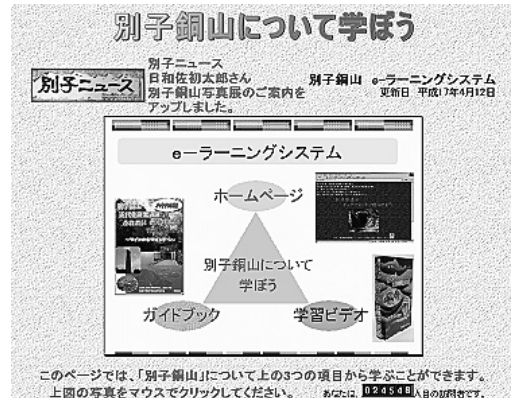 別子銅山について学ぼう
別子ニュース
別子ニュース
日和佐初太郎さん
別子銅山写真展のご案内を
アップしました。
別子銅山 e-ラーニングシステム
更新日 平成17年4月12日
e-ラーニングシステム
ホームページ
別子銅山について
学ぼう
ガイドブック
学習ビデオ
このページでは、「別子銅山」について上の3つの項目から学ぶことができます。
上図の写真をマウスでクリックしてください。
あなたは、024548人目の訪問者です。